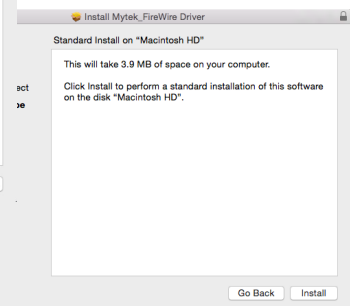 Install Mytek_FireWire Driver
Standard Install on "Macintosh HD"
This will take 3.9 MB of space on your computer.
Click Install to perform a standard installation of this software
on the disk "Macintosh HD".
Go Back
Install